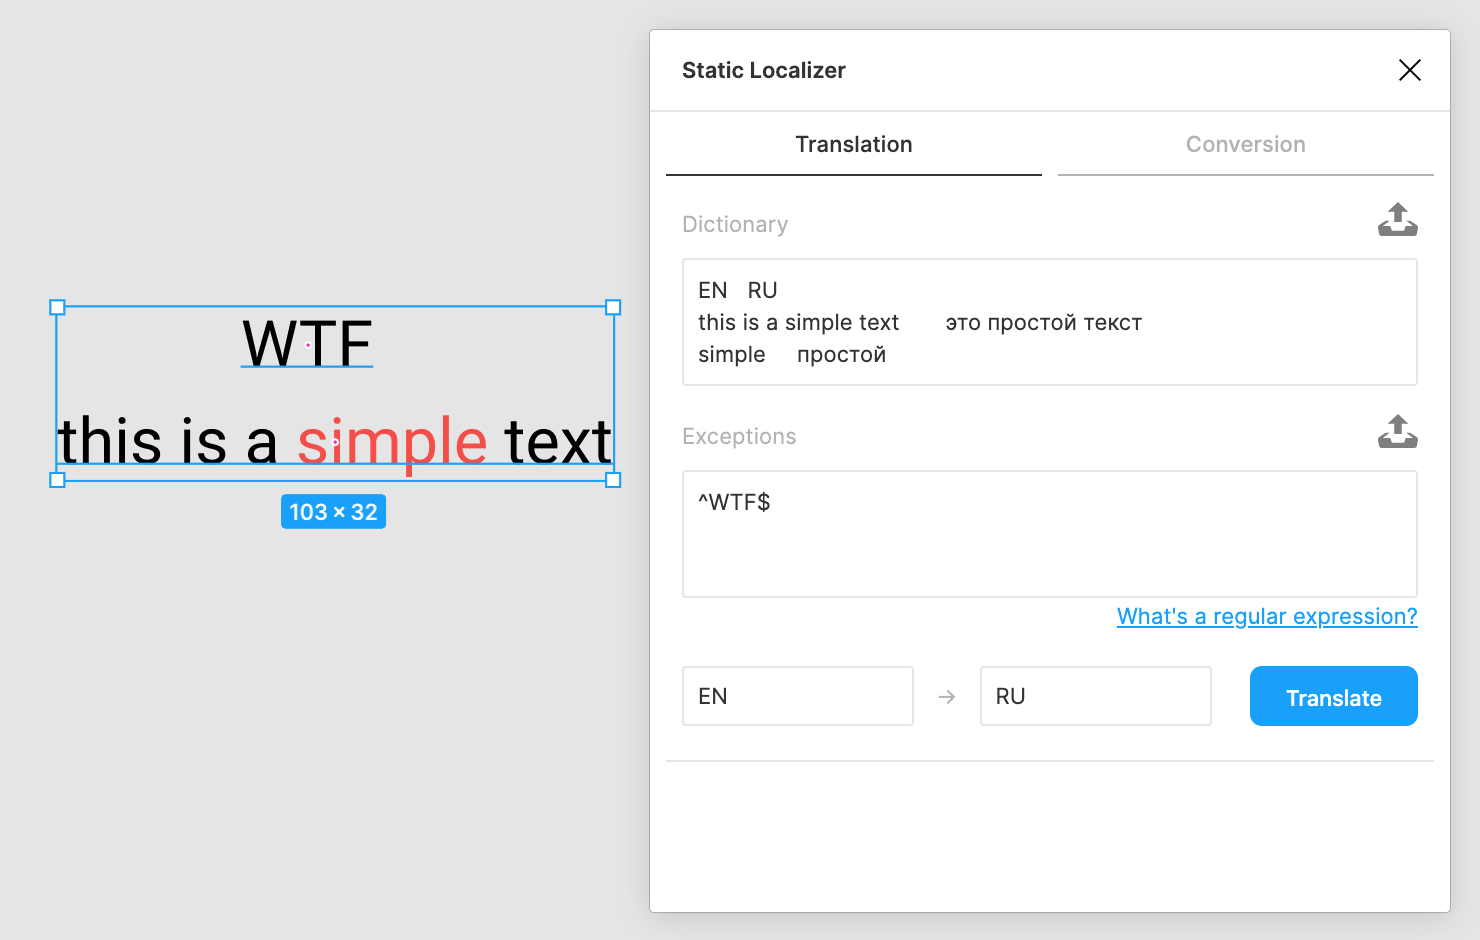 WTF
this is a simple text
103 × 32
Static Localizer
Translation
Conversion
Dictionary
EN RU
this is a simple text это простой текст
simple простой
Exceptions
^WTF$
What's a regular expression?
EN → RU
Translate